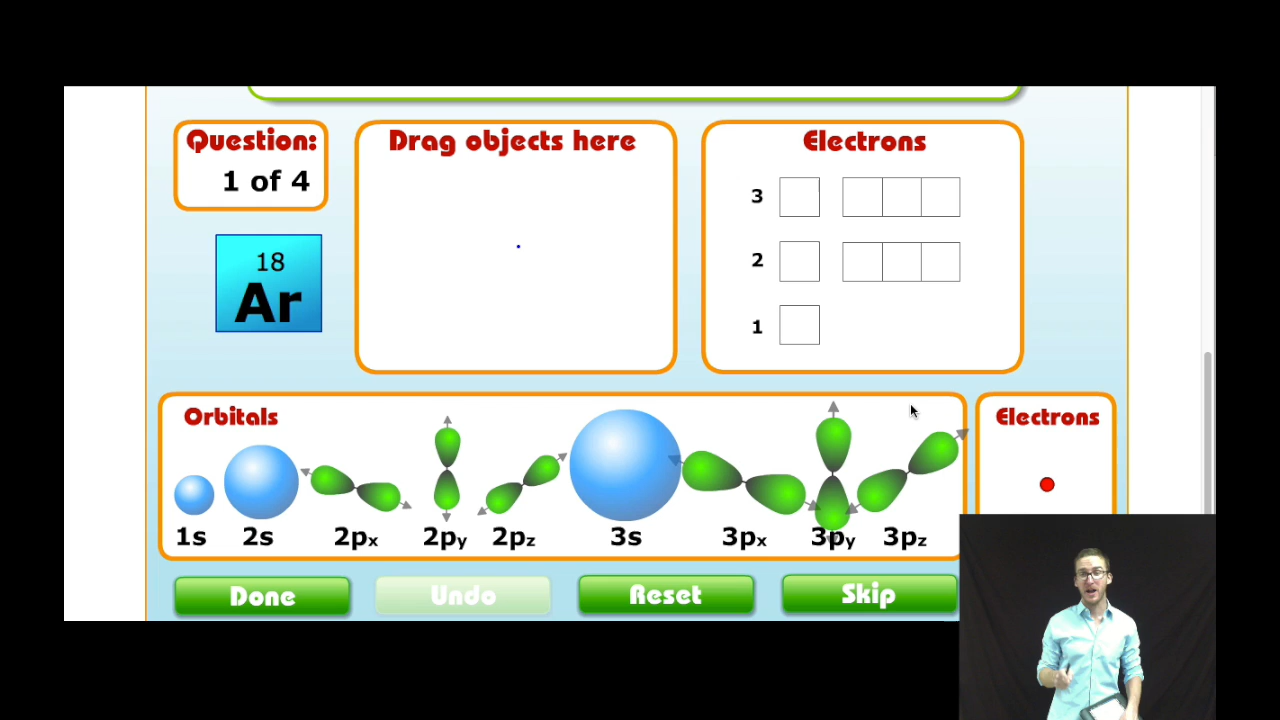 Question:
1 of 4
18
Ar
Drag objects here
Electrons
3
2
1
Orbitals
1s 2s 2px 2py 2pz 3s 3px 3py 3pz
Electrons
Done Undo Reset Skip